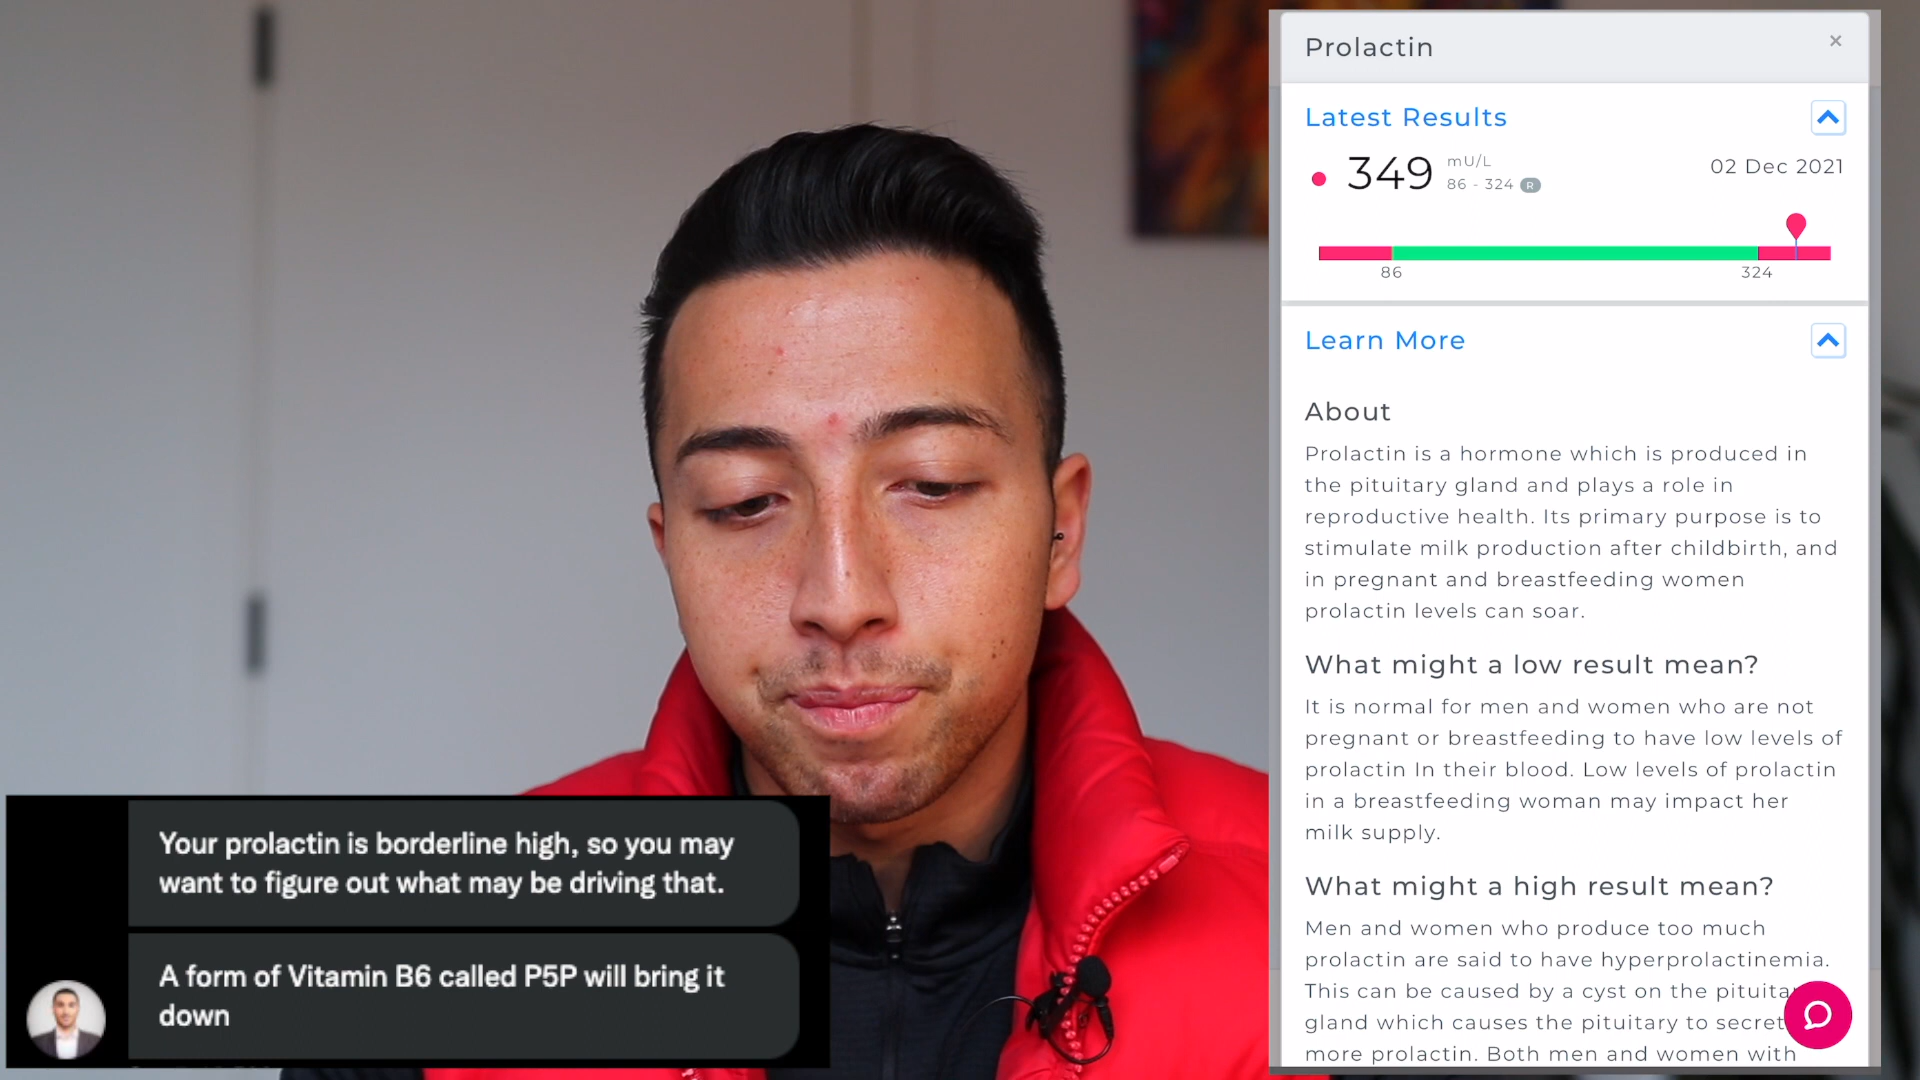 Prolactin
×
Latest Results
349
mU/L
86 - 324 R
02 Dec 2021
86
324
Learn More
About
Prolactin is a hormone which is produced in
the pituitary gland and plays a role in
reproductive health. Its primary purpose is to
stimulate milk production after childbirth, and
in pregnant and breastfeeding women
prolactin levels can soar.
What might a low result mean?
It is normal for men and women who are not
pregnant or breastfeeding to have low levels of
prolactin In their blood. Low levels of prolactin
in a breastfeeding woman may impact her
milk supply.
What might a high result mean?
Men and women who produce too much
prolactin are said to have hyperprolactinemia.
This can be caused by a cyst on the
gland which causes the pituitary to
more prolactin. Both men and women with
Your prolactin is borderline high, so you may
want to figure out what may be driving that.
A form of Vitamin B6 called P5P will bring it
down